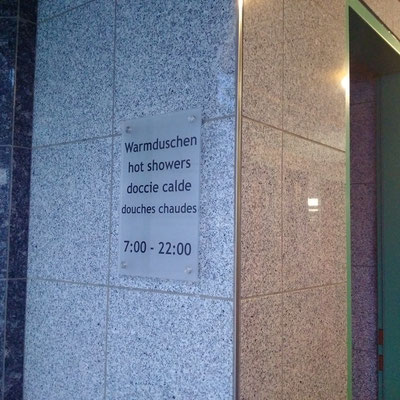 Warmduschen
hot showers
doccie calde
douches chaudes
7:00 - 22:00